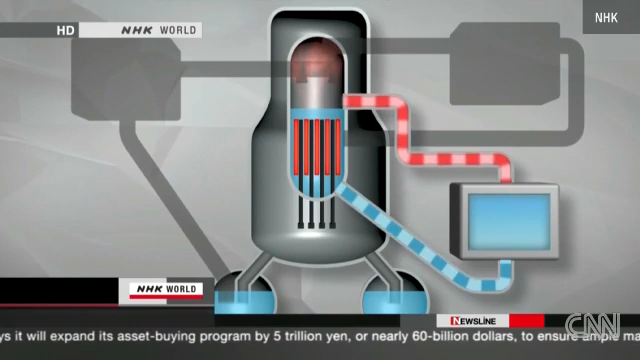 HD
NHK WORLD
NHK
NHK WORLD
NEWSLINE
CNN
ys it will expand its asset-buying program by 5 trillion yen, or nearly 60-billion dollars, to ensure ample ma